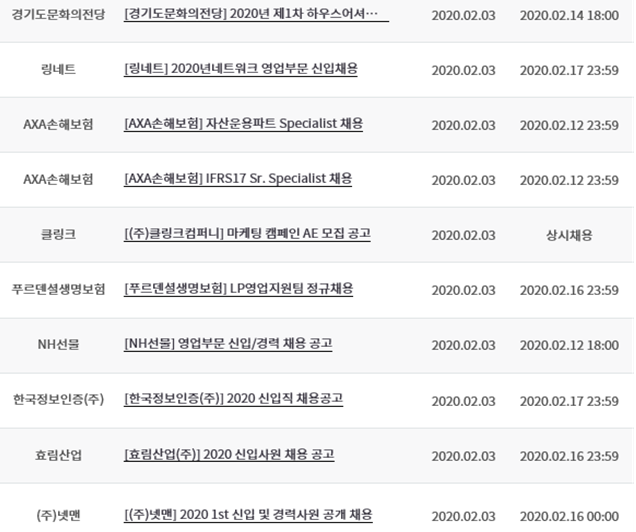 경기도문화의전당 [경기도문화의전당] 2020년 제1차 하우스어서… 2020.02.03 2020.02.14 18:00
링네트 [링네트] 2020년네트워크 영업부문 신입채용 2020.02.03 2020.02.17 23:59
AXA손해보험 [AXA손해보험] 자산운용파트 Specialist 채용 2020.02.03 2020.02.12 23:59
AXA손해보험 [AXA손해보험] IFRS17 Sr. Specialist 채용 2020.02.03 2020.02.12 23:59
클링크 [(주)클링크컴퍼니] 마케팅 캠페인 AE 모집 공고 2020.02.03 상시채용
푸르덴셜생명보험 [푸르덴셜생명보험] LP영업지원팀 정규채용 2020.02.03 2020.02.16 23:59
NH선물 [NH선물] 영업부문 신입/경력 채용 공고 2020.02.03 2020.02.12 18:00
한국정보인증(주) [한국정보인증(주)] 2020 신입직 채용공고 2020.02.03 2020.02.17 23:59
효림산업 [효림산업(주)] 2020 신입사원 채용 공고 2020.02.03 2020.02.16 23:59
(주)넷맨 [(주)넷맨] 2020 1st 신입 및 경력사원 공개 채용 2020.02.03 2020.02.16 00:00